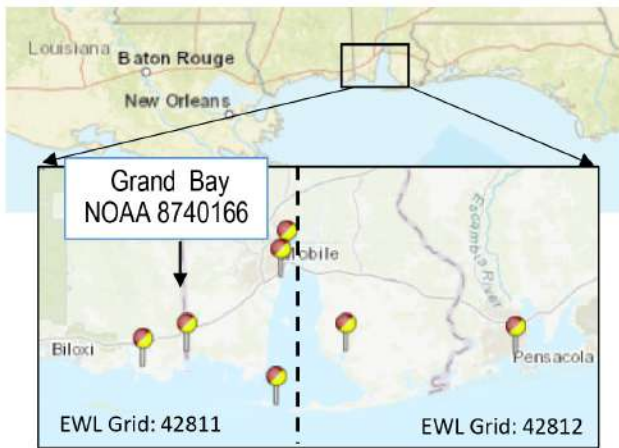 Louisiana
Baton Rouge
New Orleans
Grand Bay
NOAA 8740166
Mobile
Escambia River
Biloxi
Pensacola
EWL Grid: 42811
EWL Grid: 42812